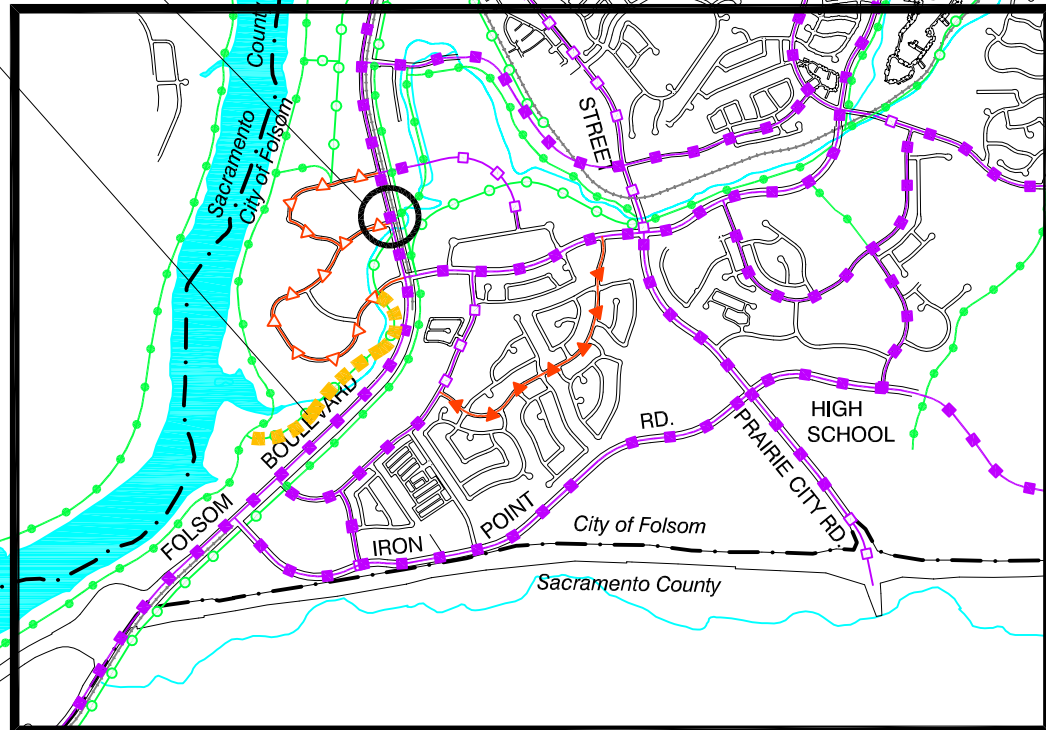 County
Sacramento
City of Folsom
STREET
BOULEVARD
FOLSOM
RD.
HIGH
SCHOOL
PRAIRIE CITY RD.
POINT
IRON
City of Folsom
Sacramento County